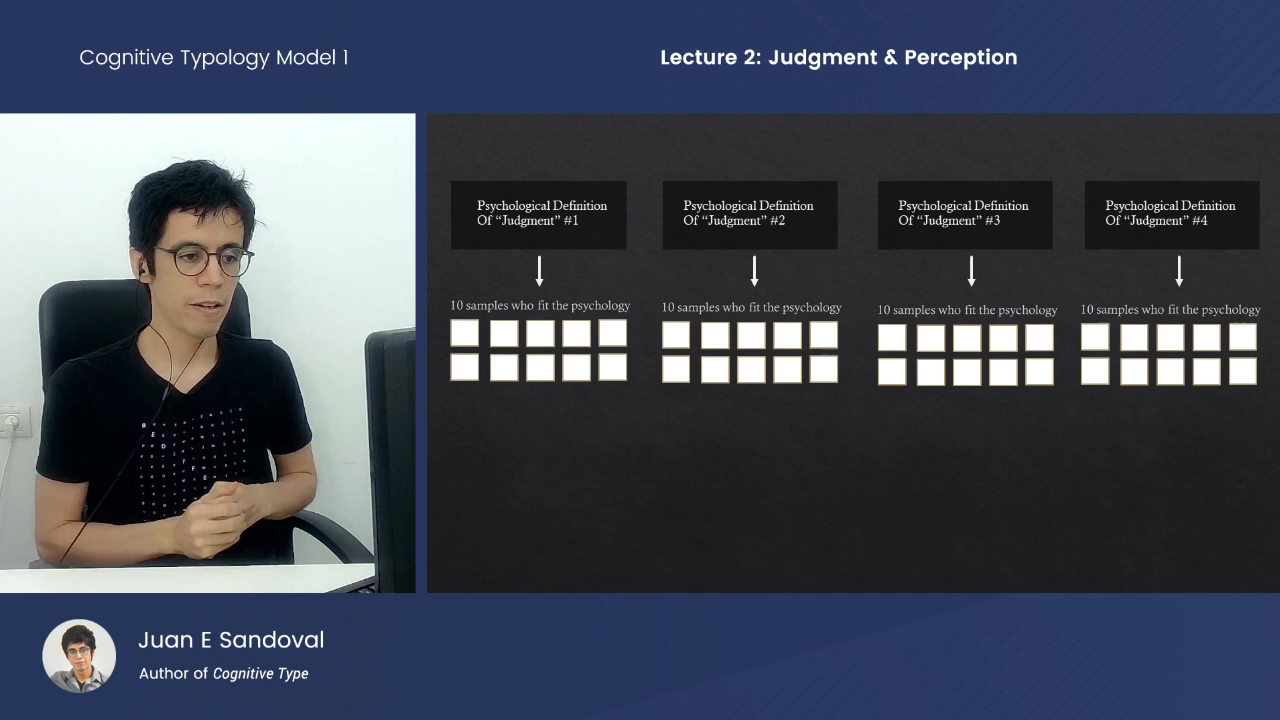 Cognitive Typology Model 1
Lecture 2: Judgment & Perception
Psychological Definition
Of “Judgment” #1
Psychological Definition
Of “Judgment” #2
Psychological Definition
Of “Judgment” #3
Psychological Definition
Of “Judgment” #4
10 samples who fit the psychology
10 samples who fit the psychology
10 samples who fit the psychology
10 samples who fit the psychology
Juan E Sandoval
Author of Cognitive Type